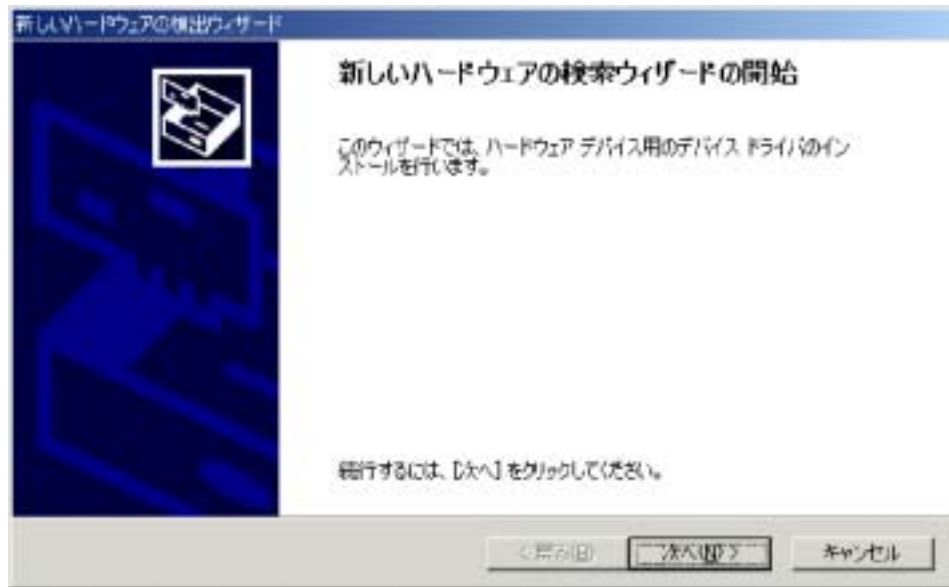 新しいハードウェアの検出ウィザード
新しいハードウェアの検索ウィザードの開始
このウィザードでは、ハードウェア デバイス用のデバイス ドライバのイン
ストールを行います。
続行するには、[次へ] をクリックしてください。
< 戻る(B)
次へ(N) >
キャンセル